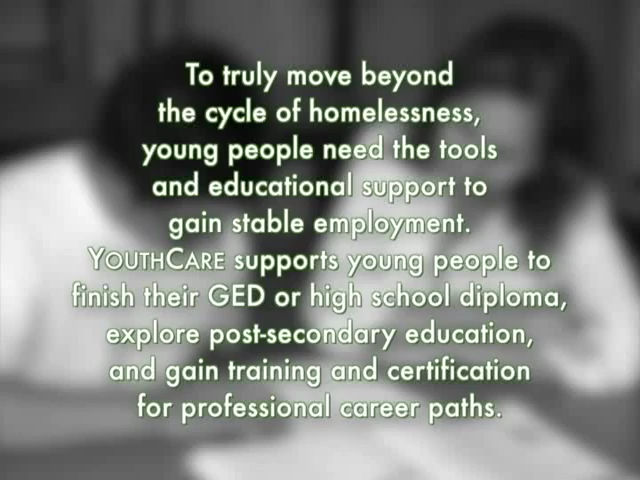 To truly move beyond
the cycle of homelessness,
young people need the tools
and educational support to
gain stable employment.
YOUTHCARE supports young people to
finish their GED or high school diploma,
explore post-secondary education,
and gain training and certification
for professional career paths.